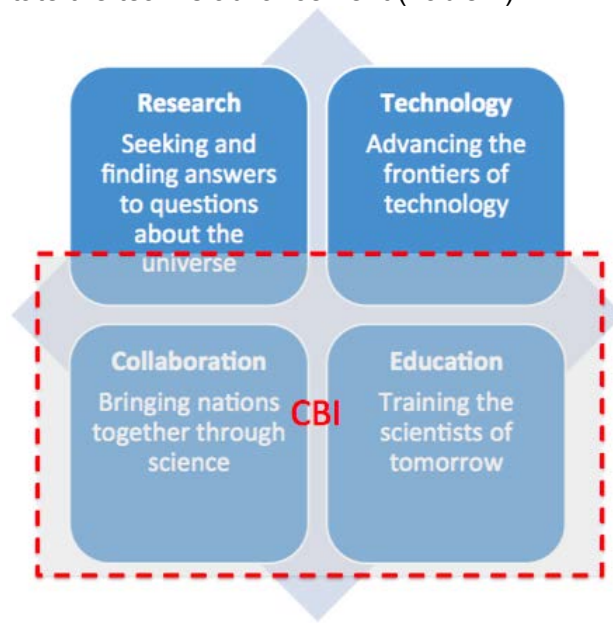 Research
Seeking and
finding answers
to questions
about the
universe
Technology
Advancing the
frontiers of
technology
Collaboration
Bringing nations
together through
science
CBI
Education
Training the
scientists of
tomorrow